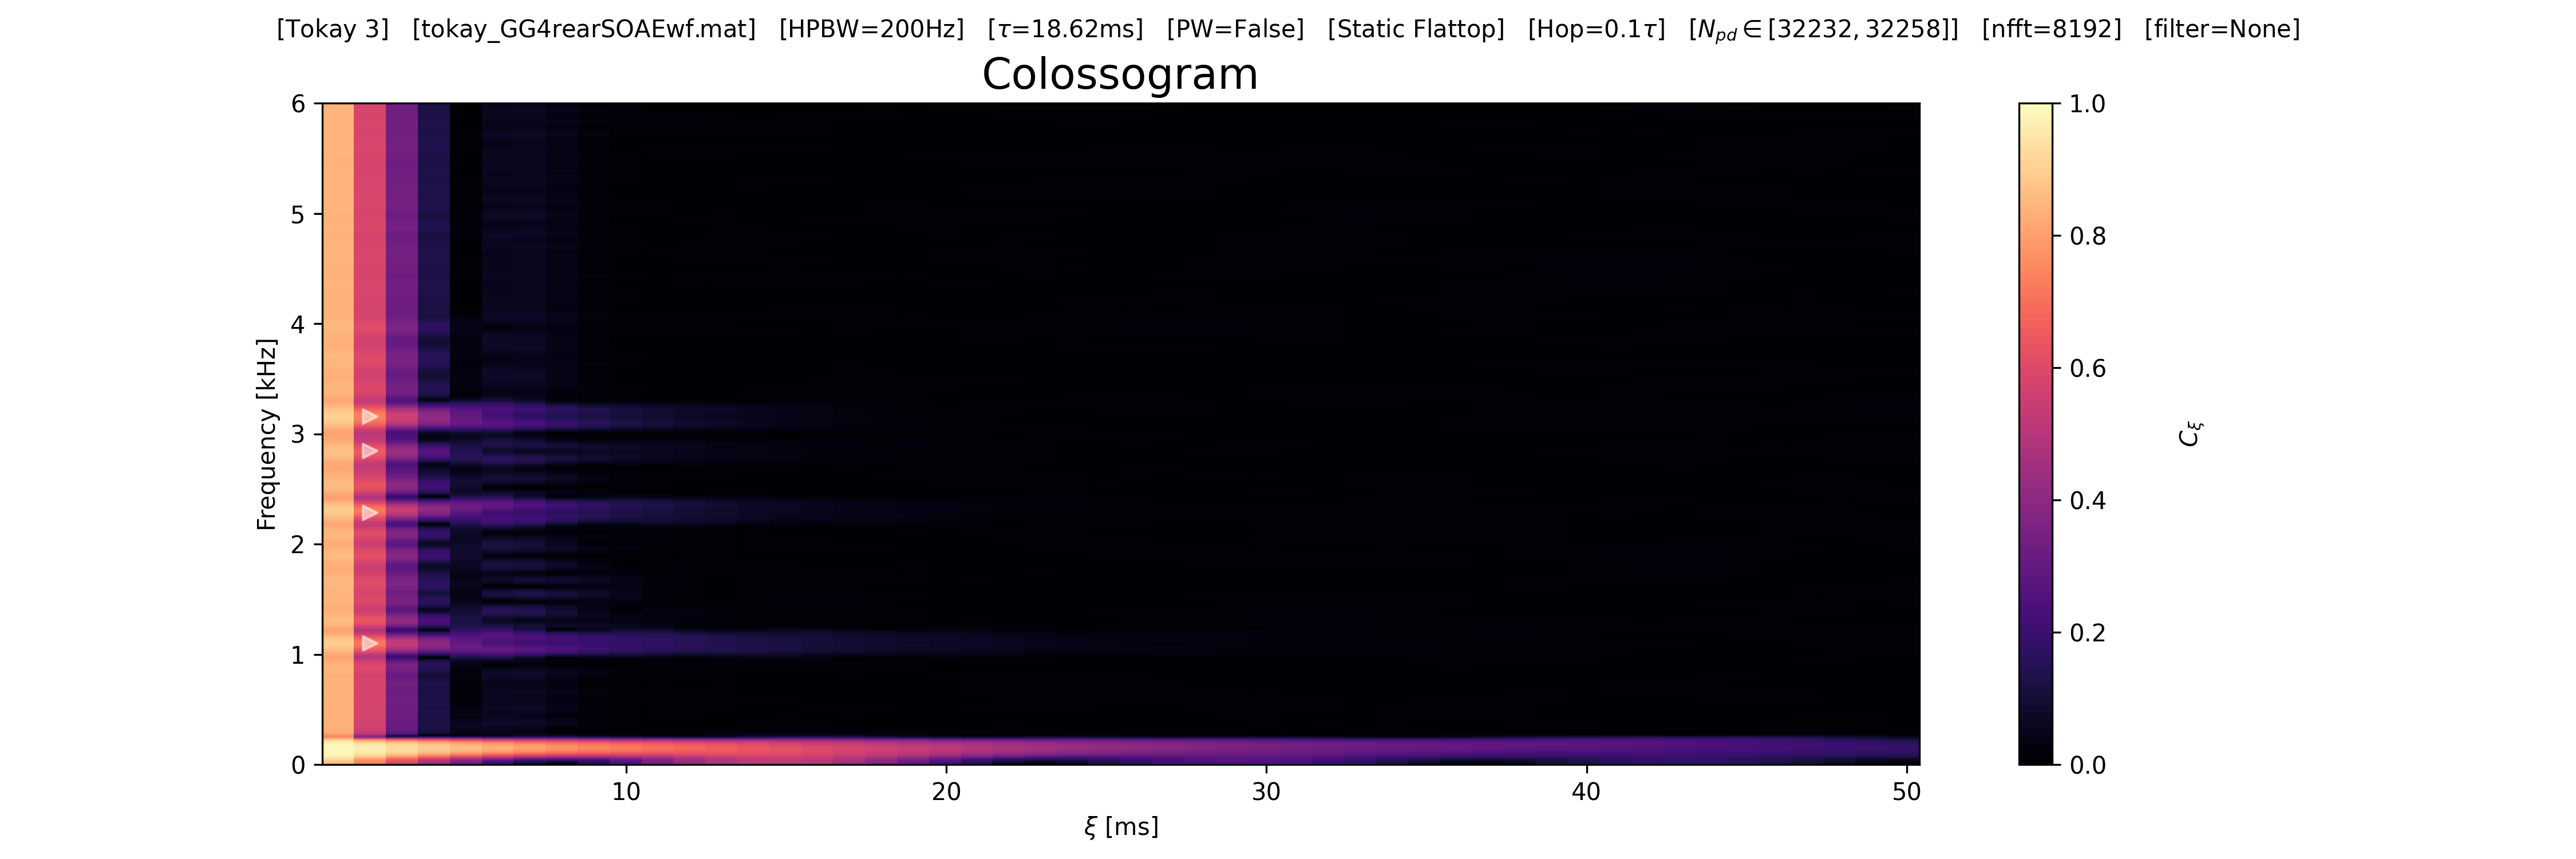 [Tokay 3] [tokay_GG4rearSOAEwf.mat] [HPBW=200Hz] [τ=18.62ms] [PW=False] [Static Flattop] [Hop=0.1τ] [N_pd ∈ [32232, 32258]] [nfft=8192] [filter=None]
Colossogram
6
5
4
3
2
1
0
Frequency [kHz]
10 20 30 40 50
ξ [ms]
1.0
0.8
0.6
0.4
0.2
0.0
C_ξ